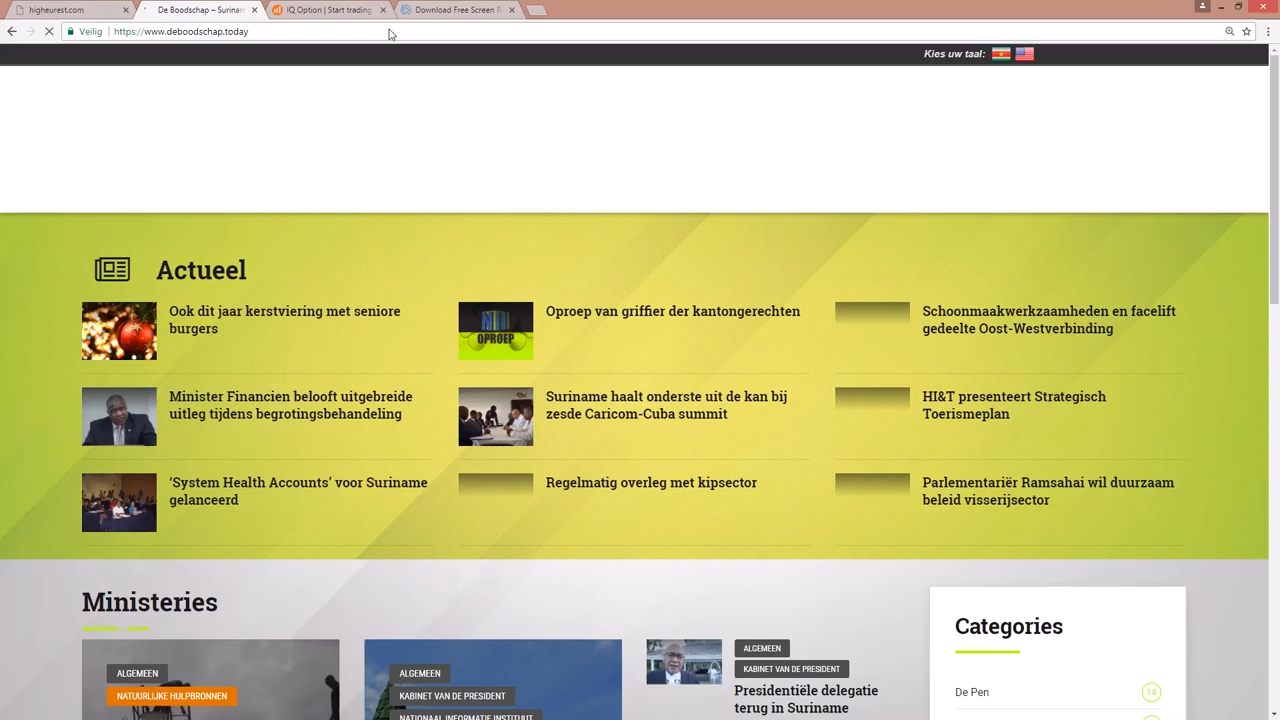 higheurest.com
De Boodschap – Surinam
IQ Option | Start trading
Download Free Screen R
Veilig
https://www.deboodschap.today
Kies uw taal:
Actueel
Ook dit jaar kerstviering met seniore
burgers
Oproep van griffier der kantongerechten
OPROEP
Schoonmaakwerkzaamheden en facelift
gedeelte Oost-Westverbinding
Minister Financien belooft uitgebreide
uitleg tijdens begrotingsbehandeling
Suriname haalt onderste uit de kan bij
zesde Caricom-Cuba summit
HI&T presenteert Strategisch
Toerismeplan
‘System Health Accounts’ voor Suriname
gelanceerd
Regelmatig overleg met kipsector
Parlementariër Ramsahai wil duurzaam
beleid visserijsector
Ministeries
ALGEMEEN
NATUURLIJKE HULPBRONNEN
ALGEMEEN
KABINET VAN DE PRESIDENT
NATIONAAL INFORMATIE INSTITUUT
ALGEMEEN
KABINET VAN DE PRESIDENT
Presidentiële delegatie
terug in Suriname
Categories
De Pen
14